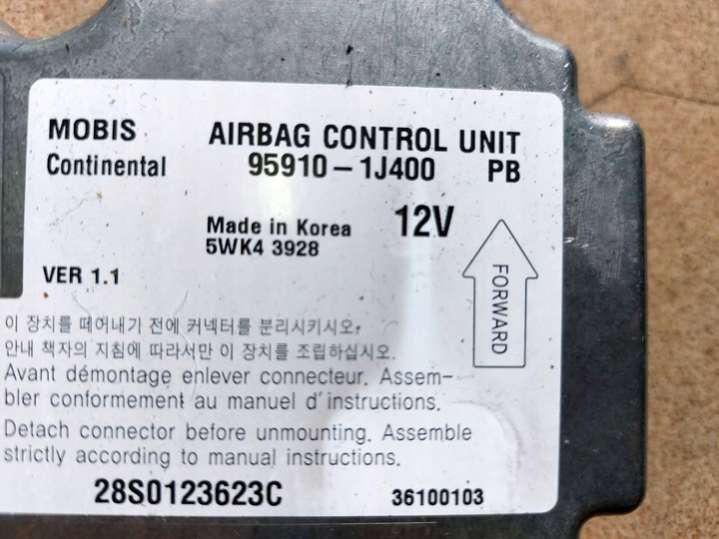 MOBIS AIRBAG CONTROL UNIT
Continental 95910-1J400 PB
Made in Korea 12V
5WK4 3928
VER 1.1
FORWARD
이 장치를 떼어내기 전에 커넥터를 분리시키시오.
안내 책자의 지침에 따라서만 이 장치를 조립하십시오.
Avant démontage enlever connecteur. Assem-
bler conformement au manuel d'instructions.
Detach connector before unmounting. Assemble
strictly according to manual instructions.
28S0123623C 36100103